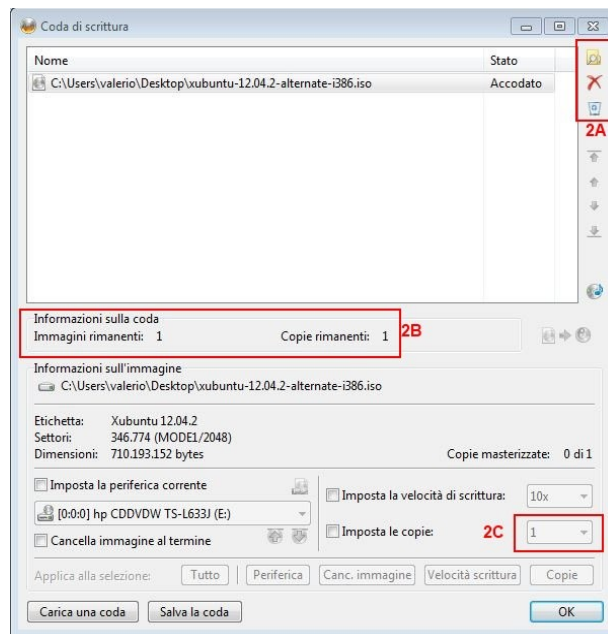 Coda di scrittura
Nome Stato
C:\Users\valerio\Desktop\xubuntu-12.04.2-alternate-i386.iso Accodato
2A
Informazioni sulla coda
Immagini rimanenti: 1 Copie rimanenti: 1 2B
Informazioni sull'immagine
C:\Users\valerio\Desktop\xubuntu-12.04.2-alternate-i386.iso
Etichetta: Xubuntu 12.04.2
Settori: 346.774 (MODE1/2048)
Dimensioni: 710.193.152 bytes Copie masterizzate: 0 di 1
Imposta la periferica corrente
Imposta la velocità di scrittura: 10x
[0:0:0] hp CDDVDW TS-L633J (E:)
Imposta le copie: 2C 1
Cancella immagine al termine
Applica alla selezione: Tutto Periferica Canc. immagine Velocità scrittura Copie
Carica una coda Salva la coda OK